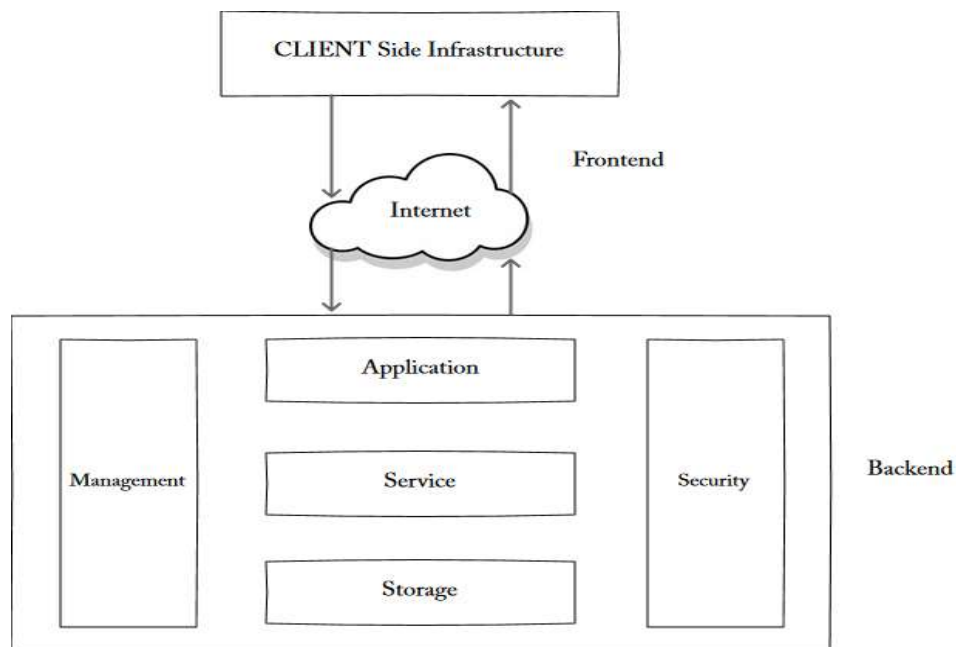 CLIENT Side Infrastructure
Frontend
Internet
Application
Management
Service
Security
Backend
Storage